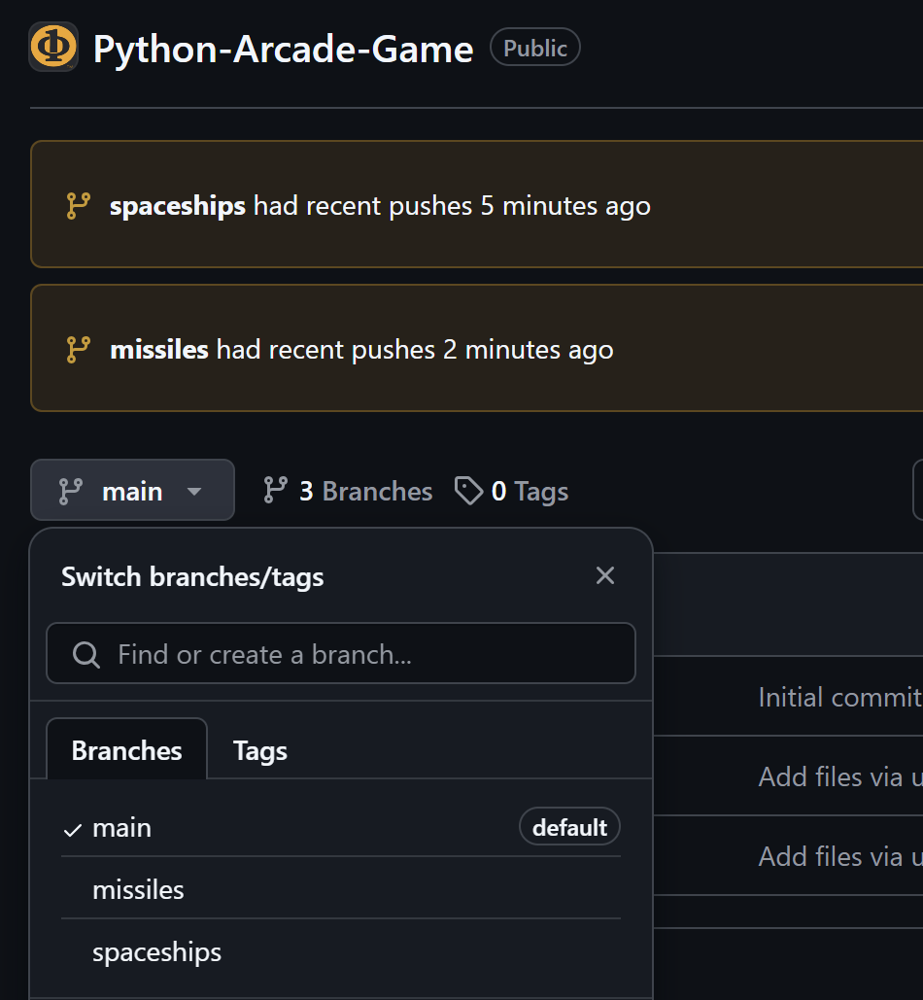 Python-Arcade-Game Public
spaceships had recent pushes 5 minutes ago
missiles had recent pushes 2 minutes ago
main 3 Branches 0 Tags
Switch branches/tags
Find or create a branch...
Branches Tags
main default
missiles
spaceships
Initial commit
Add files via u
Add files via u